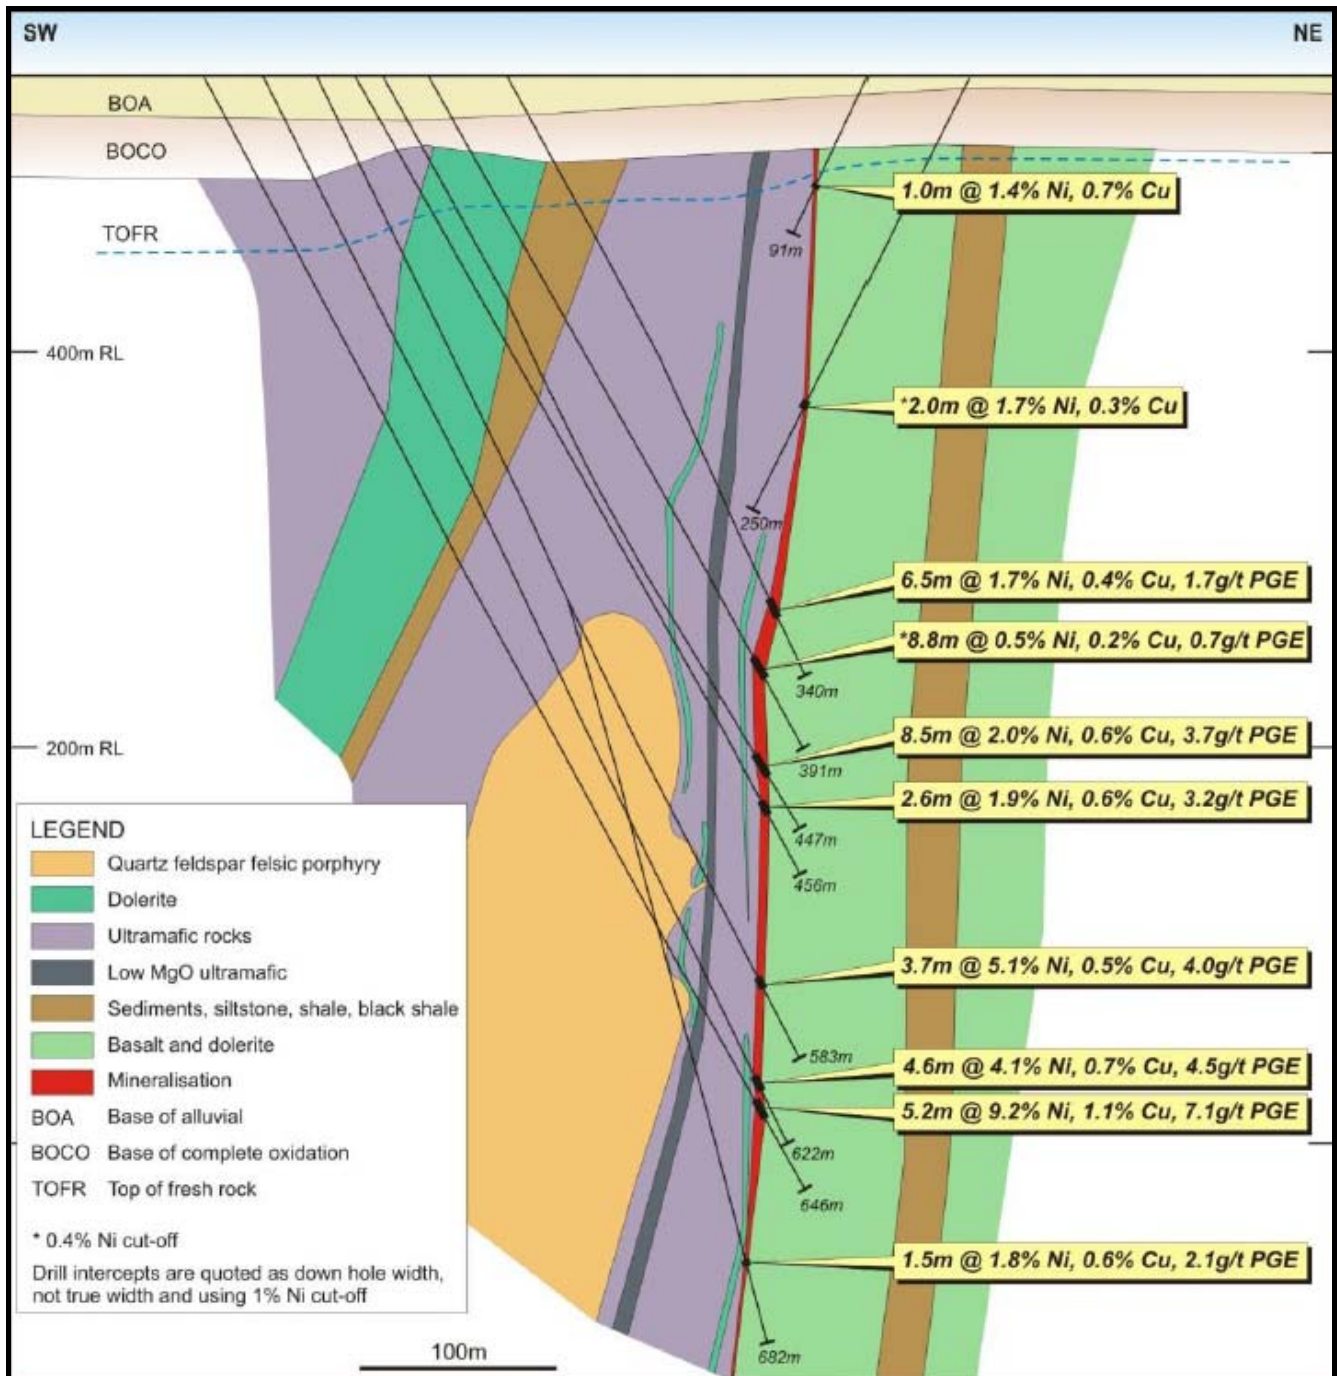 SW
NE
BOA
BOCO
TOFR
1.0m @ 1.4% Ni, 0.7% Cu
91m
400m RL
*2.0m @ 1.7% Ni, 0.3% Cu
250m
6.5m @ 1.7% Ni, 0.4% Cu, 1.7g/t PGE
*8.8m @ 0.5% Ni, 0.2% Cu, 0.7g/t PGE
340m
200m RL
8.5m @ 2.0% Ni, 0.6% Cu, 3.7g/t PGE
391m
2.6m @ 1.9% Ni, 0.6% Cu, 3.2g/t PGE
447m
456m
3.7m @ 5.1% Ni, 0.5% Cu, 4.0g/t PGE
583m
4.6m @ 4.1% Ni, 0.7% Cu, 4.5g/t PGE
5.2m @ 9.2% Ni, 1.1% Cu, 7.1g/t PGE
622m
646m
1.5m @ 1.8% Ni, 0.6% Cu, 2.1g/t PGE
682m
LEGEND
Quartz feldspar felsic porphyry
Dolerite
Ultramafic rocks
Low MgO ultramafic
Sediments, siltstone, shale, black shale
Basalt and dolerite
Mineralisation
BOA Base of alluvial
BOCO Base of complete oxidation
TOFR Top of fresh rock
* 0.4% Ni cut-off
Drill intercepts are quoted as down hole width,
not true width and using 1% Ni cut-off
100m